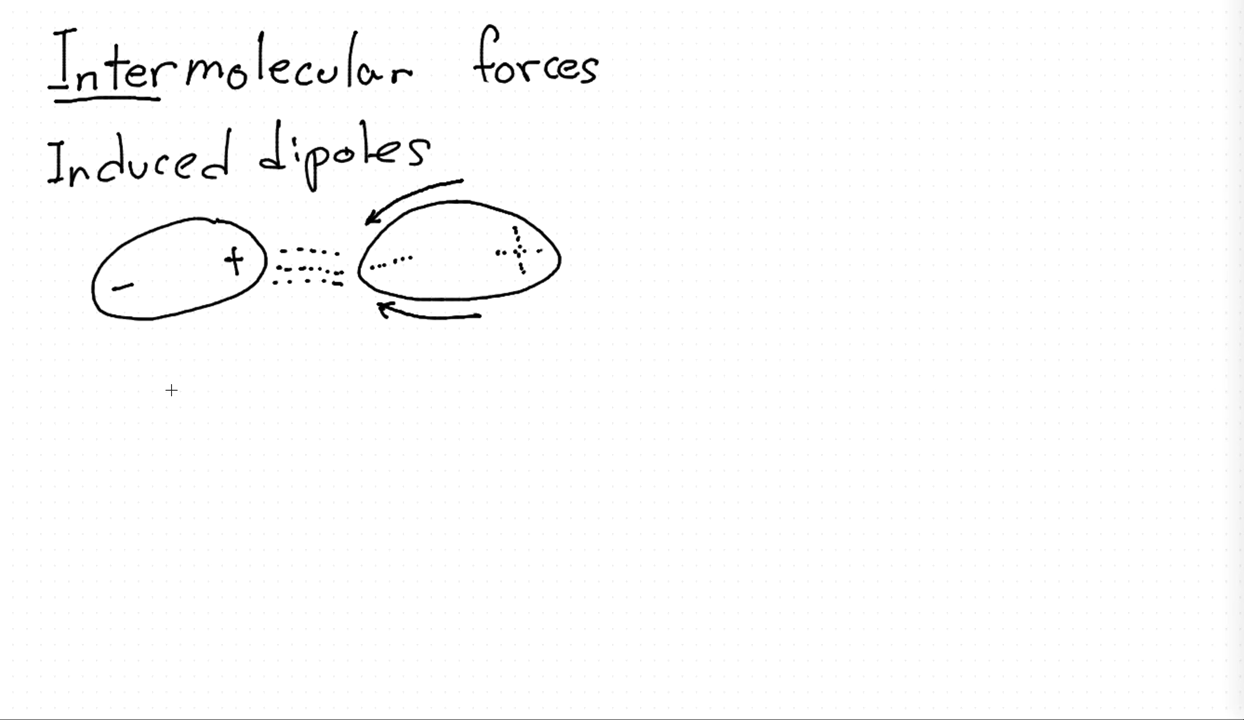 Intermolecular forces
Induced dipoles
- + - +